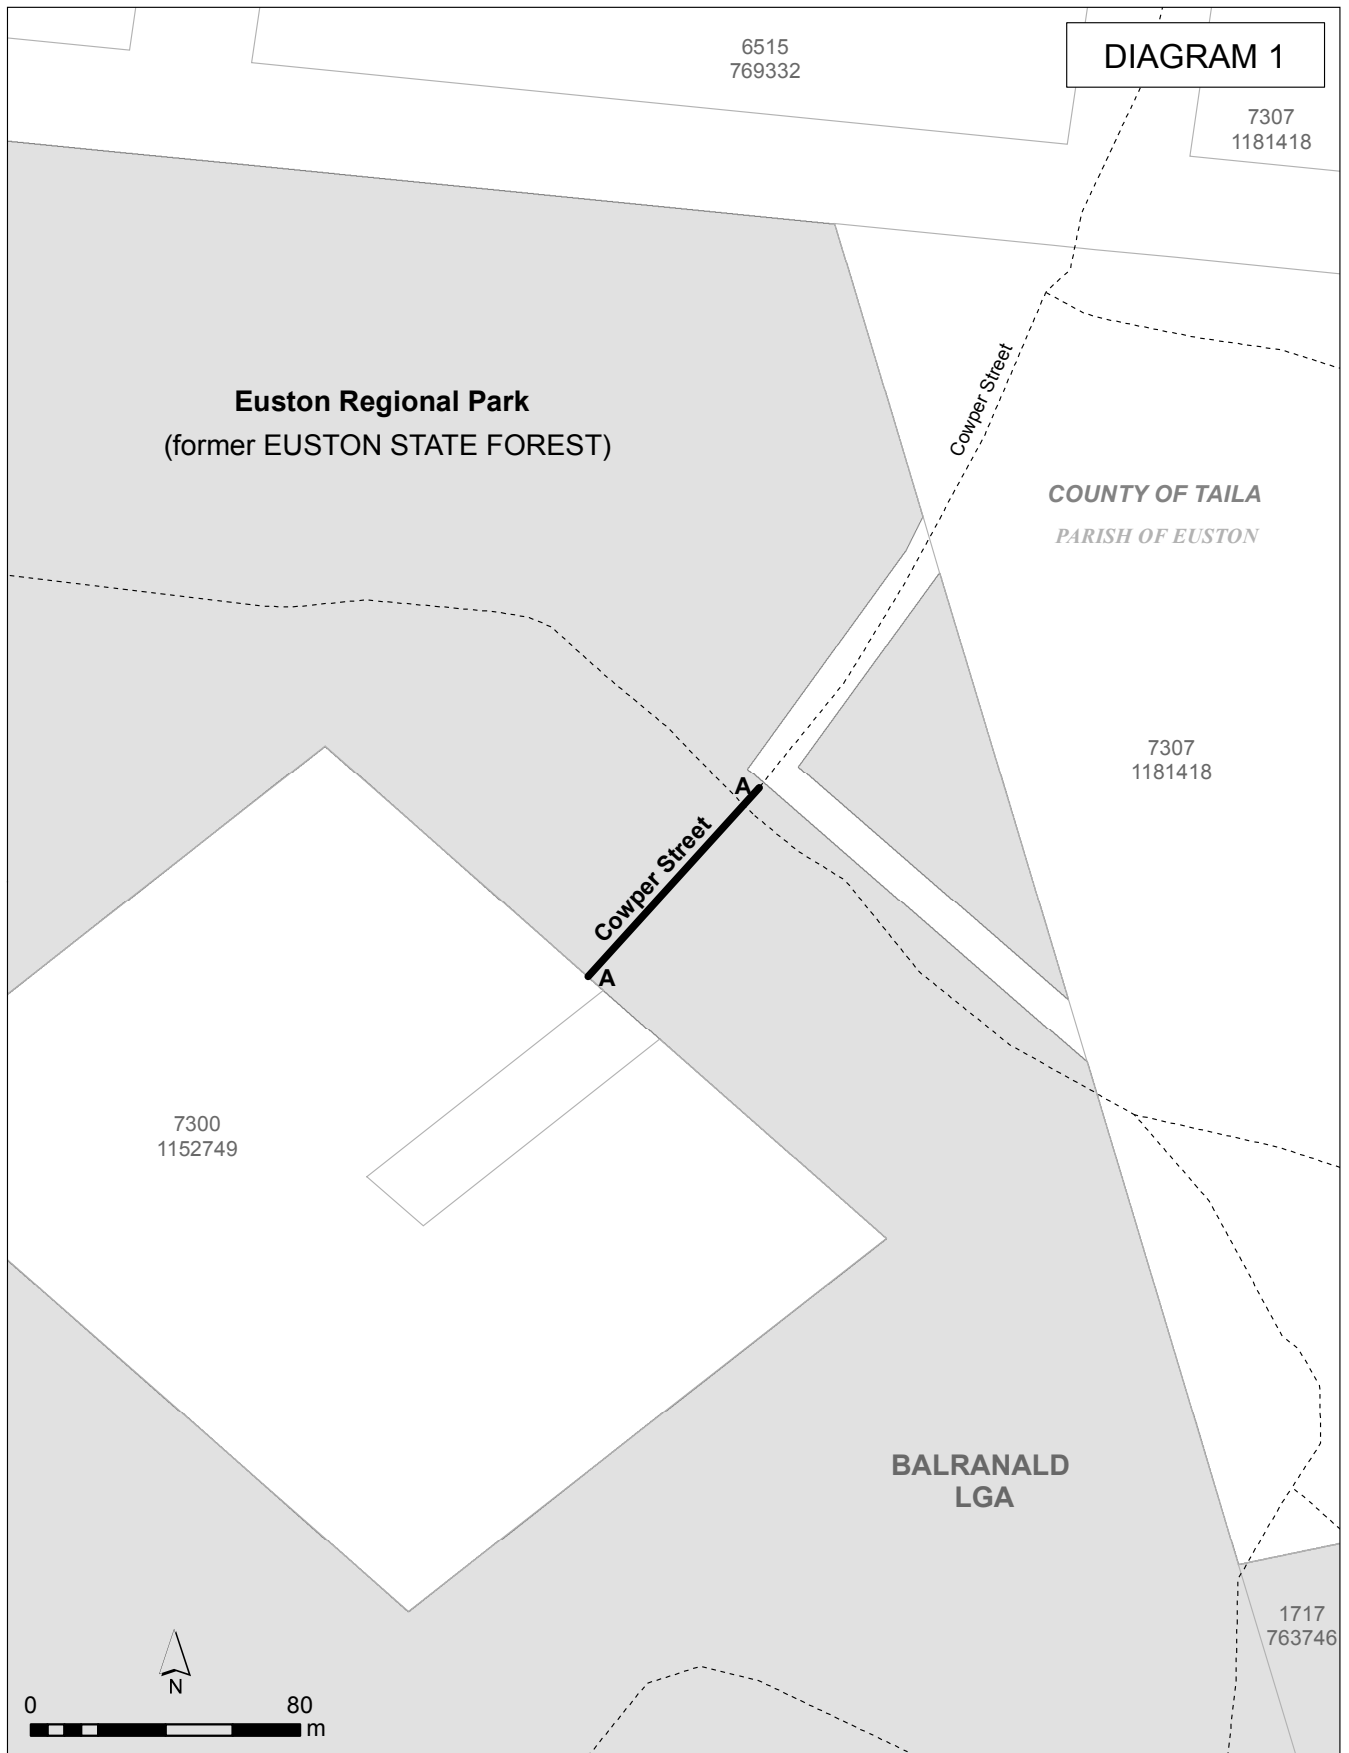 DIAGRAM 1
6515
769332
7307
1181418
Cowper Street
Euston Regional Park
(former EUSTON STATE FOREST)
COUNTY OF TAILA
PARISH OF EUSTON
7307
1181418
A
Cowper Street
A
7300
1152749
BALRANALD
LGA
1717
763746
N
0 80
m